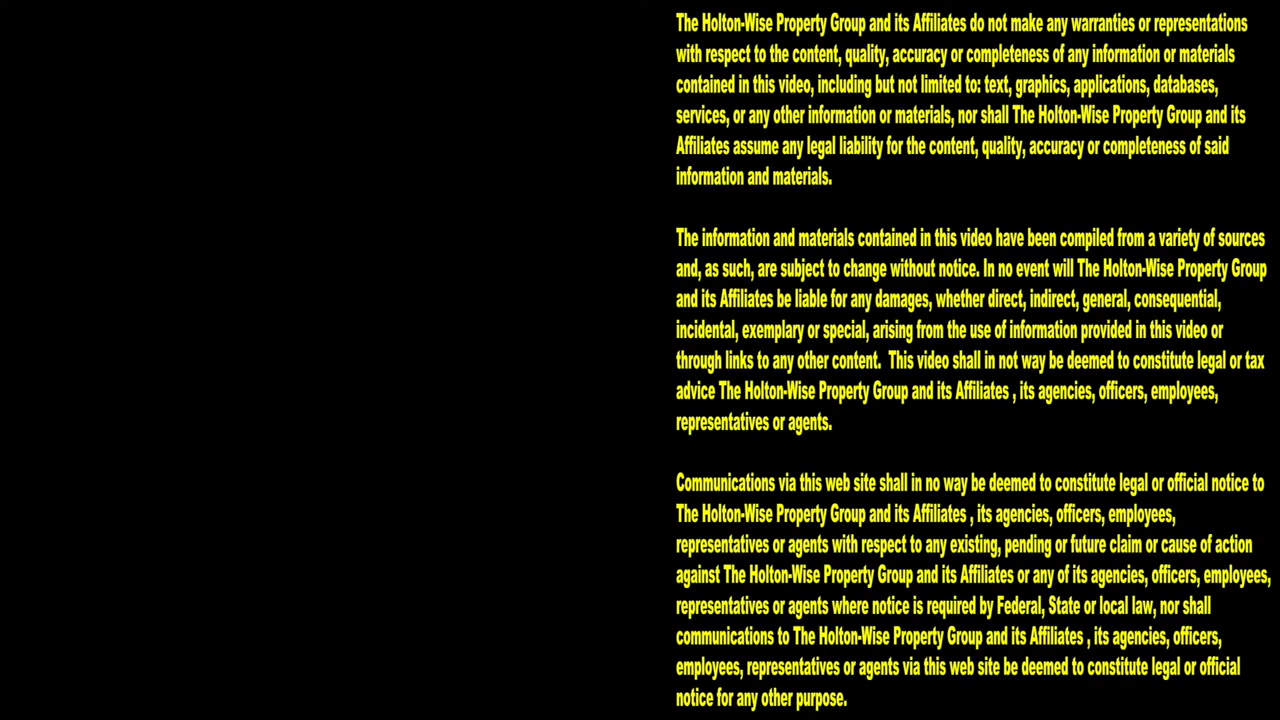 The Holton-Wise Property Group and its Affiliates do not make any warranties or representations
with respect to the content, quality, accuracy or completeness of any information or materials
contained in this video, including but not limited to: text, graphics, applications, databases,
services, or any other information or materials, nor shall The Holton-Wise Property Group and its
Affiliates assume any legal liability for the content, quality, accuracy or completeness of said
information and materials.
The information and materials contained in this video have been compiled from a variety of sources
and, as such, are subject to change without notice. In no event will The Holton-Wise Property Group
and its Affiliates be liable for any damages, whether direct, indirect, general, consequential,
incidental, exemplary or special, arising from the use of information provided in this video or
through links to any other content.  This video shall in not way be deemed to constitute legal or tax
advice The Holton-Wise Property Group and its Affiliates , its agencies, officers, employees,
representatives or agents.
Communications via this web site shall in no way be deemed to constitute legal or official notice to
The Holton-Wise Property Group and its Affiliates , its agencies, officers, employees,
representatives or agents with respect to any existing, pending or future claim or cause of action
against The Holton-Wise Property Group and its Affiliates or any of its agencies, officers, employees,
representatives or agents where notice is required by Federal, State or local law, nor shall
communications to The Holton-Wise Property Group and its Affiliates , its agencies, officers,
employees, representatives or agents via this web site be deemed to constitute legal or official
notice for any other purpose.